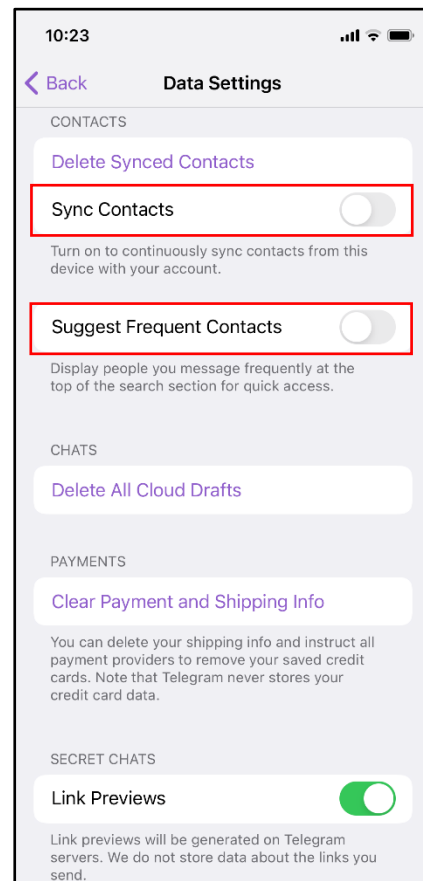 10:23
Back Data Settings
CONTACTS
Delete Synced Contacts
Sync Contacts
Turn on to continuously sync contacts from this
device with your account.
Suggest Frequent Contacts
Display people you message frequently at the
top of the search section for quick access.
CHATS
Delete All Cloud Drafts
PAYMENTS
Clear Payment and Shipping Info
You can delete your shipping info and instruct all
payment providers to remove your saved credit
cards. Note that Telegram never stores your
credit card data.
SECRET CHATS
Link Previews
Link previews will be generated on Telegram
servers. We do not store data about the links you
send.